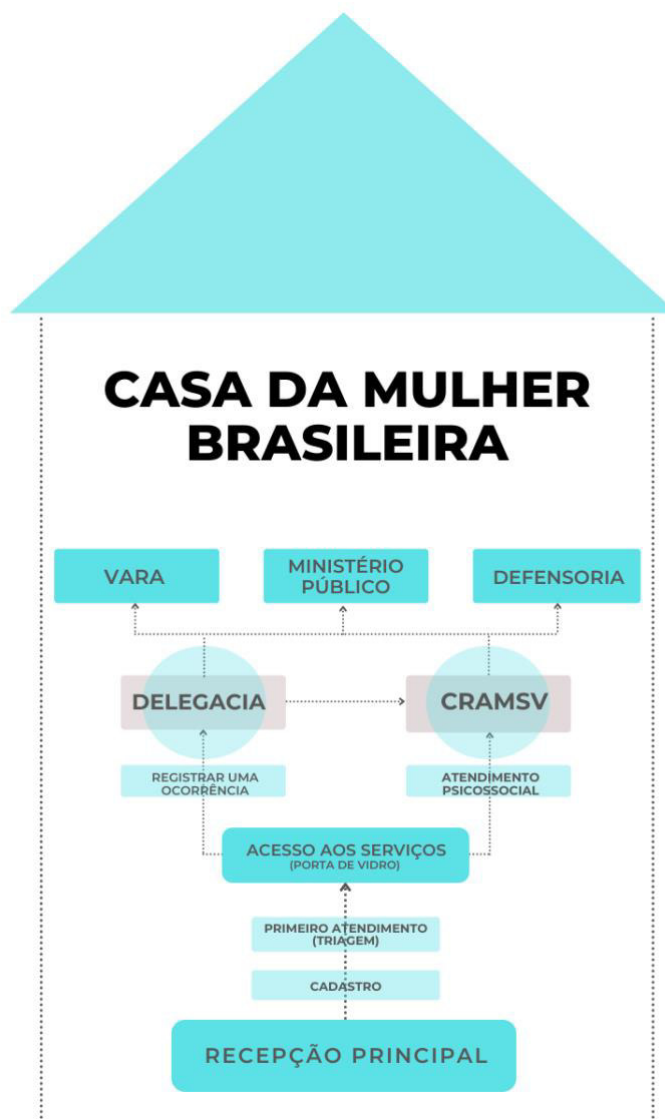 CASA DA MULHER
BRASILEIRA
VARA
MINISTÉRIO
PÚBLICO
DEFENSORIA
DELEGACIA
CRAMSV
REGISTRAR UMA
OCORRÊNCIA
ATENDIMENTO
PSICOSSOCIAL
ACESSO AOS SERVIÇOS
(PORTA DE VIDRO)
PRIMEIRO ATENDIMENTO
(TRIAGEM)
CADASTRO
RECEPÇÃO PRINCIPAL